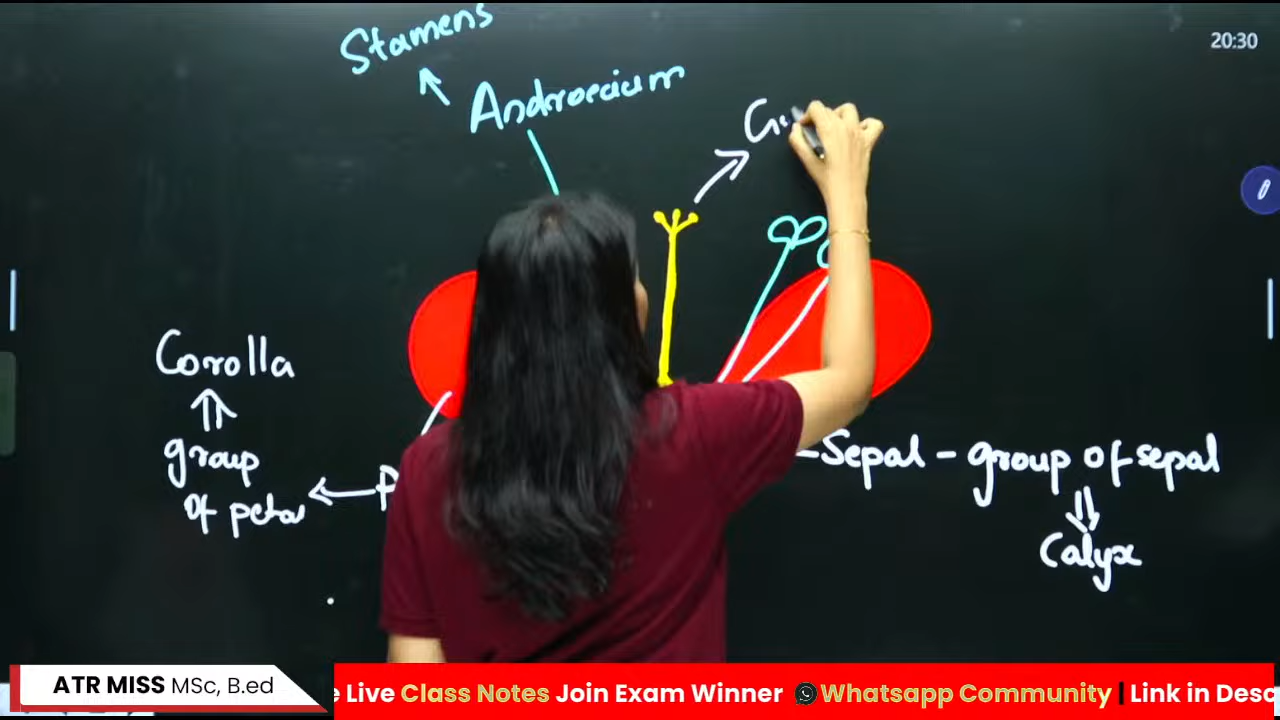 20:30
Stamens
Androecium
Corolla
group
of petal
Sepal - group of sepal
Calyx
ATR MISS MSc, B.ed
e Live Class Notes Join Exam Winner Whatsapp Community | Link in Desc